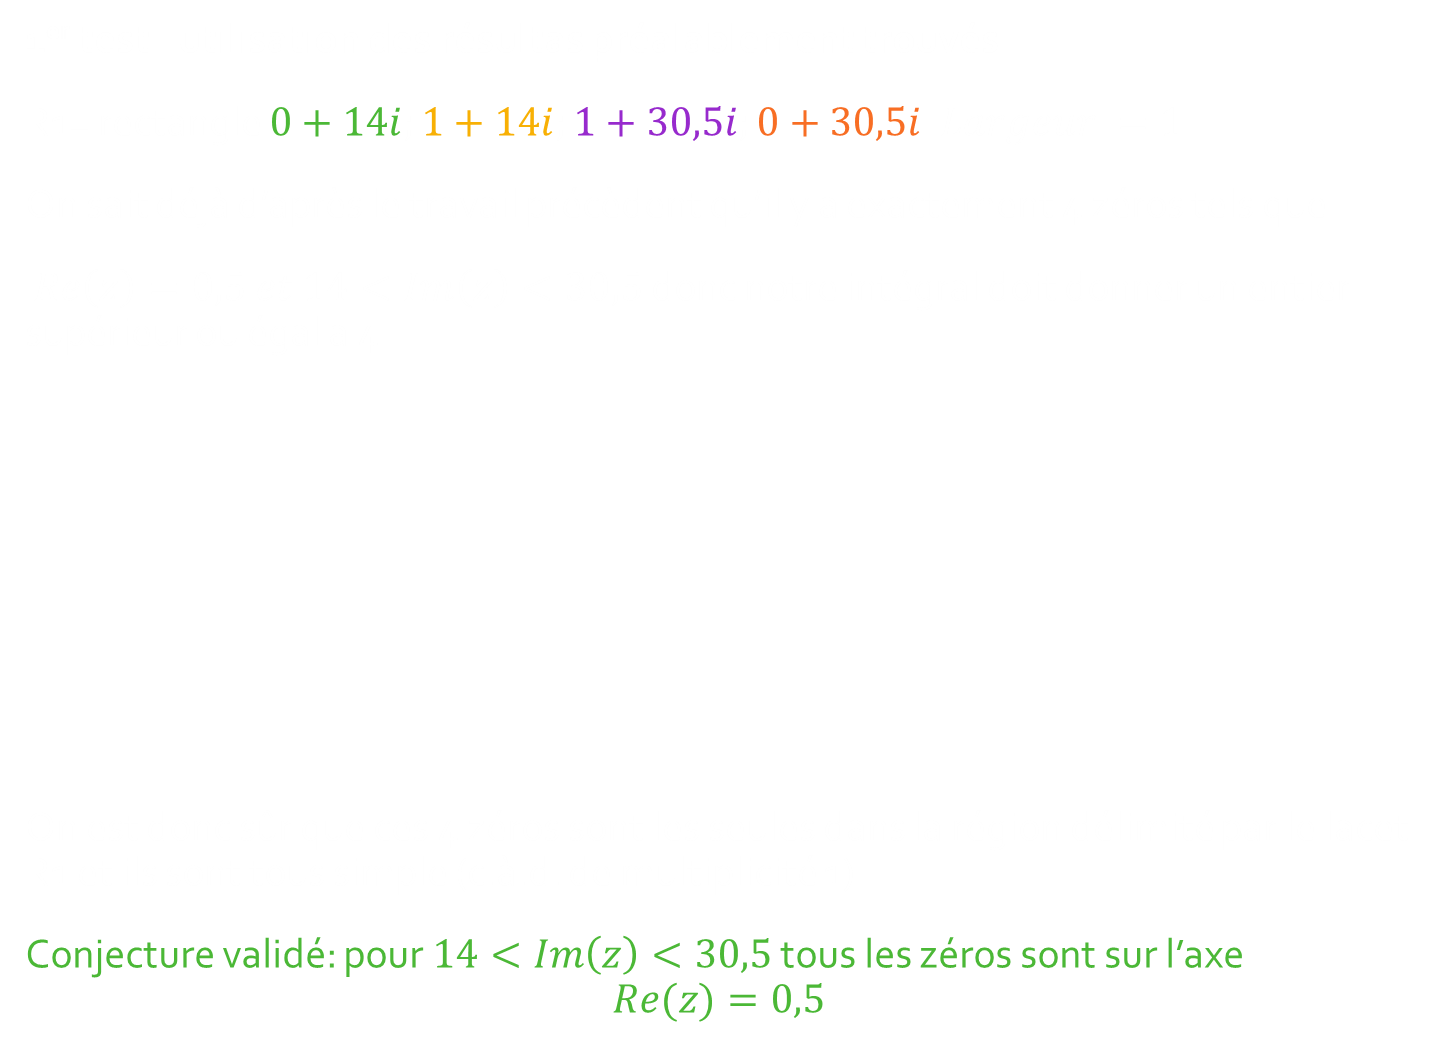 0 + 14i 1 + 14i 1 + 30,5i 0 + 30,5i
Conjecture validé: pour 14 < Im(z) < 30,5 tous les zéros sont sur l’axe
Re(z) = 0,5